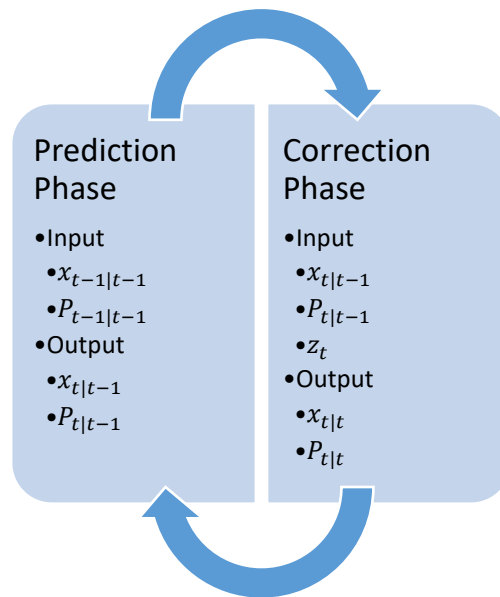 Prediction
Phase
•Input
•x_{t−1|t−1}
•P_{t−1|t−1}
•Output
•x_{t|t−1}
•P_{t|t−1}
Correction
Phase
•Input
•x_{t|t−1}
•P_{t|t−1}
•z_t
•Output
•x_{t|t}
•P_{t|t}